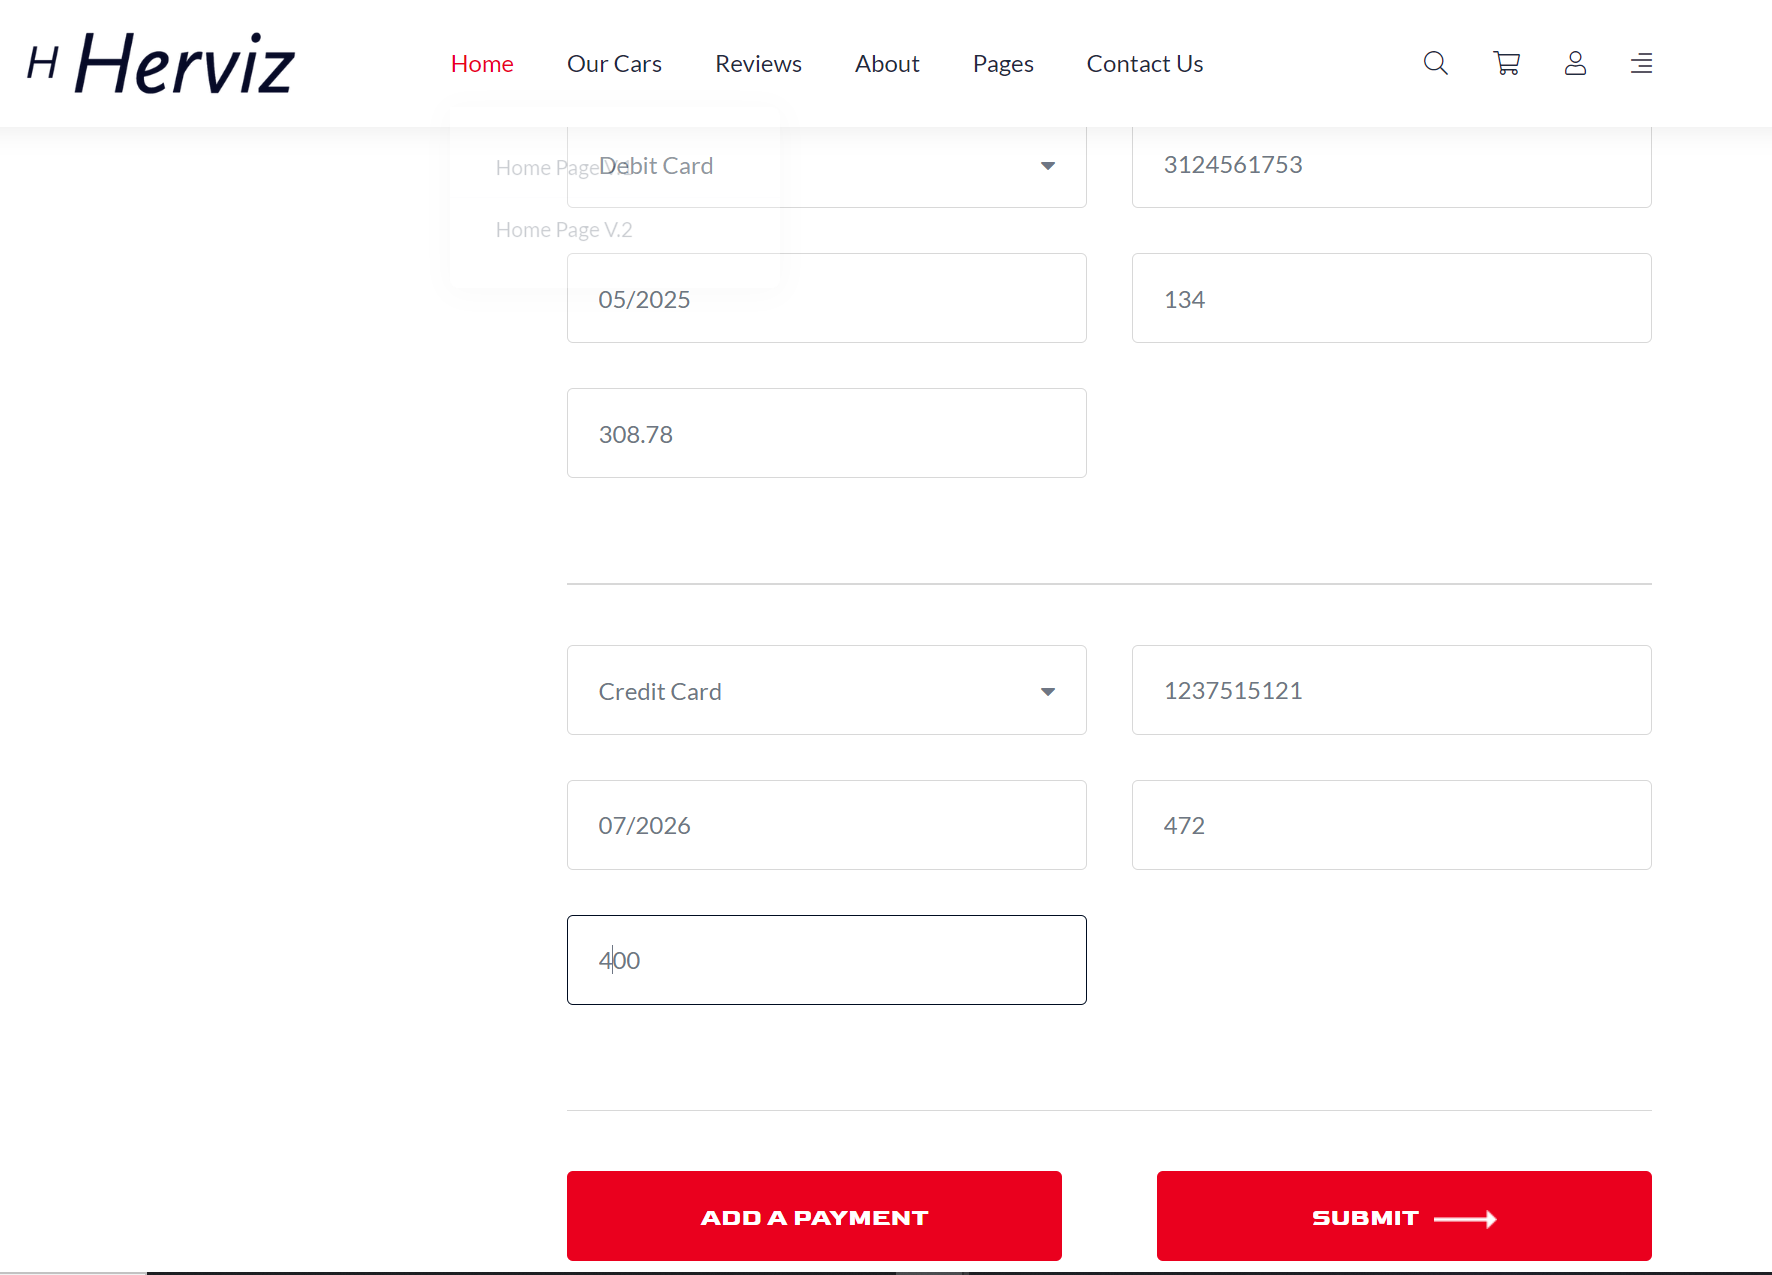 H Herviz
Home Our Cars Reviews About Pages Contact Us
Home Page V.1
Debit Card
3124561753
Home Page V.2
05/2025
134
308.78
Credit Card
1237515121
07/2026
472
400
ADD A PAYMENT
SUBMIT